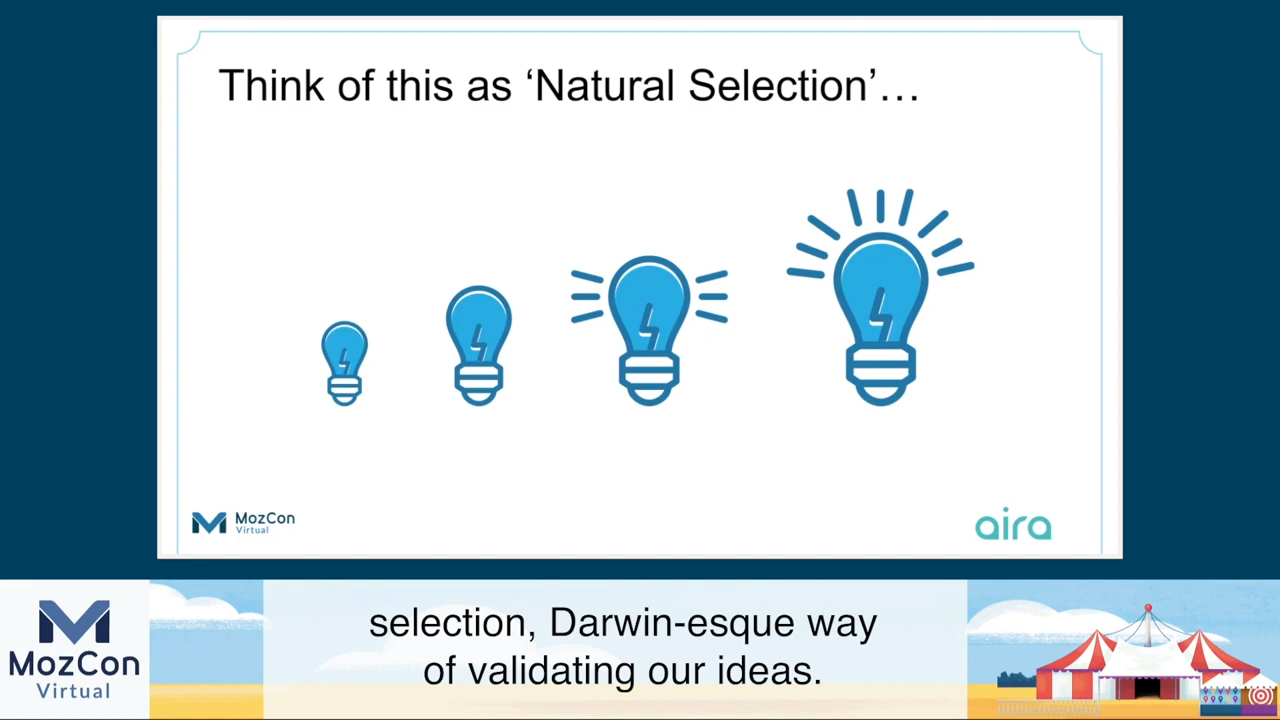 Think of this as ‘Natural Selection’…
MozCon
Virtual
aira
MozCon
Virtual
selection, Darwin-esque way
of validating our ideas.